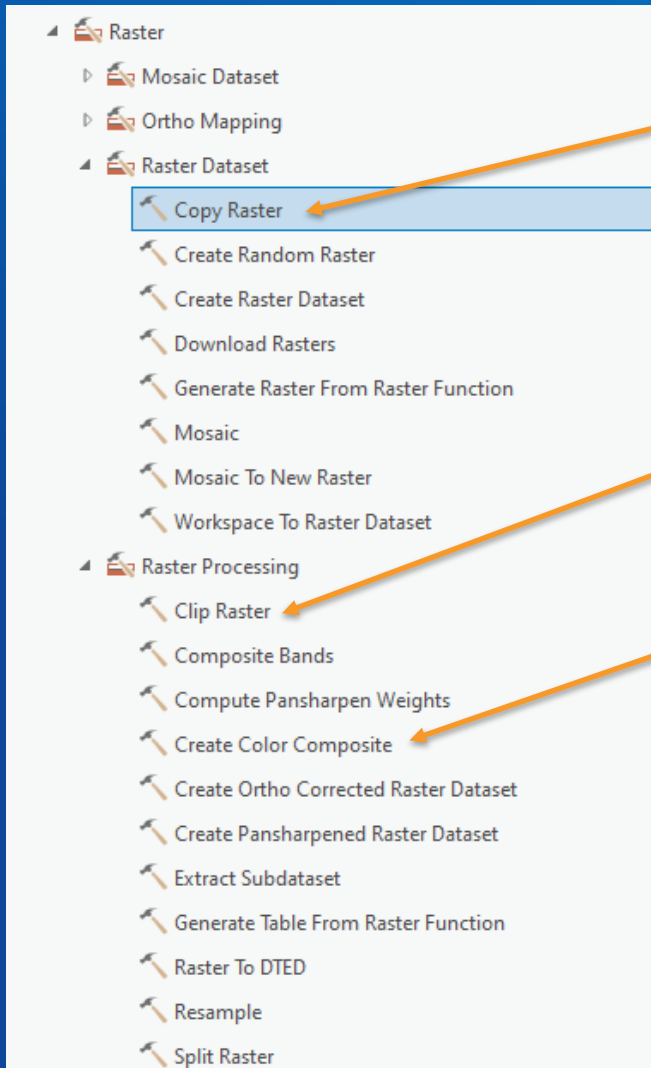 Raster
Mosaic Dataset
Ortho Mapping
Raster Dataset
Copy Raster
Create Random Raster
Create Raster Dataset
Download Rasters
Generate Raster From Raster Function
Mosaic
Mosaic To New Raster
Workspace To Raster Dataset
Raster Processing
Clip Raster
Composite Bands
Compute Pansharpen Weights
Create Color Composite
Create Ortho Corrected Raster Dataset
Create Pansharpened Raster Dataset
Extract Subdataset
Generate Table From Raster Function
Raster To DTED
Resample
Split Raster